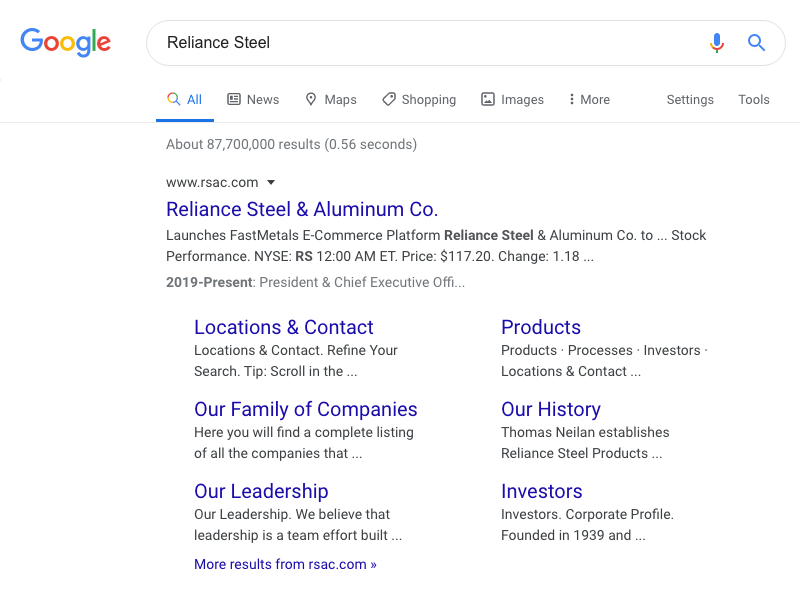 Google
Reliance Steel
All News Maps Shopping Images More Settings Tools
About 87,700,000 results (0.56 seconds)
www.rsac.com
Reliance Steel & Aluminum Co.
Launches FastMetals E-Commerce Platform Reliance Steel & Aluminum Co. to ... Stock
Performance. NYSE: RS 12:00 AM ET. Price: $117.20. Change: 1.18 ...
2019-Present: President & Chief Executive Offi...
Locations & Contact
Locations & Contact. Refine Your
Search. Tip: Scroll in the ...
Products
Products · Processes · Investors ·
Locations & Contact ...
Our Family of Companies
Here you will find a complete listing
of all the companies that ...
Our History
Thomas Neilan establishes
Reliance Steel Products ...
Our Leadership
Our Leadership. We believe that
leadership is a team effort built ...
Investors
Investors. Corporate Profile.
Founded in 1939 and ...
More results from rsac.com »